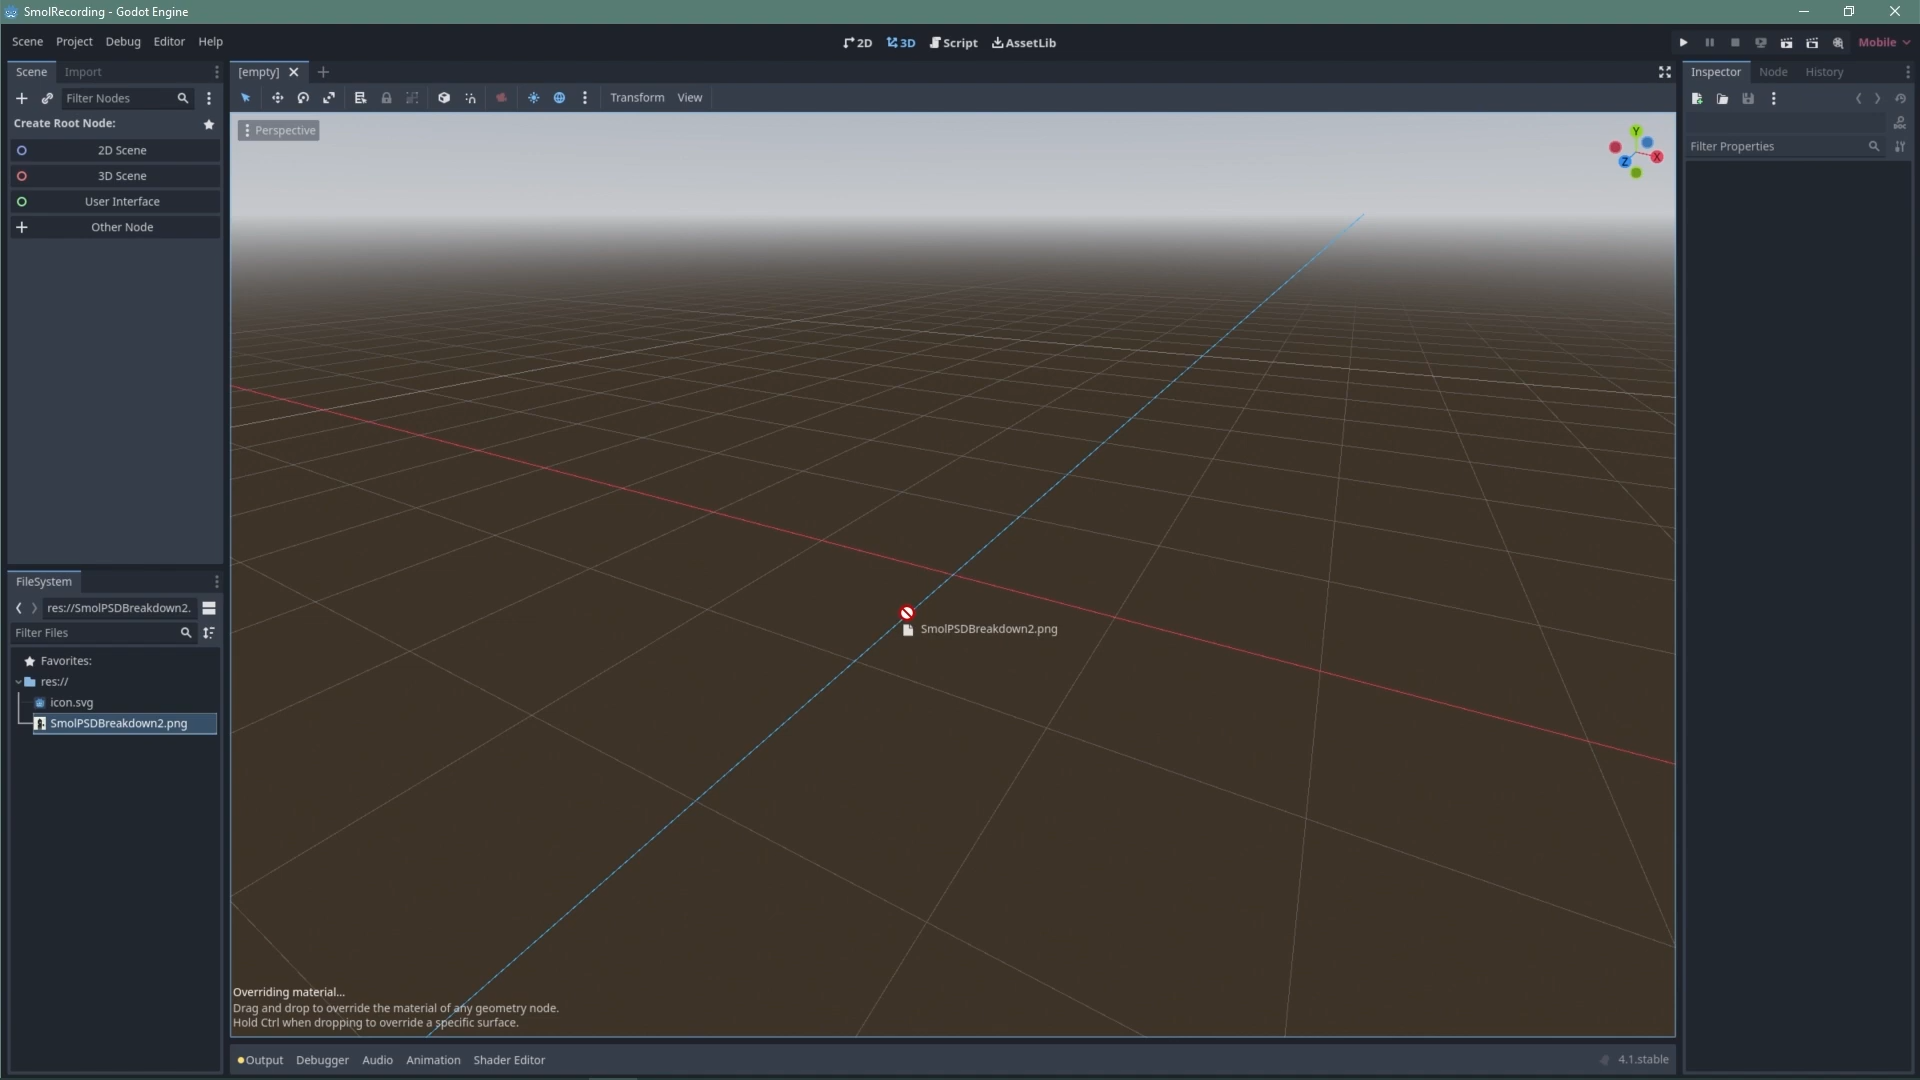 SmolRecording - Godot Engine
Scene Project Debug Editor Help
2D 3D Script AssetLib
Mobile
Scene Import
[empty]
Inspector Node History
Filter Nodes
Transform View
Create Root Node:
2D Scene
3D Scene
User Interface
Other Node
Perspective
Y
X
Z
DOC
Filter Properties
FileSystem
res://SmolPSDBreakdown2.
Filter Files
Favorites:
res://
icon.svg
SmolPSDBreakdown2.png
SmolPSDBreakdown2.png
Overriding material...
Drag and drop to override the material of any geometry node.
Hold Ctrl when dropping to override a specific surface.
Output Debugger Audio Animation Shader Editor
4.1.stable